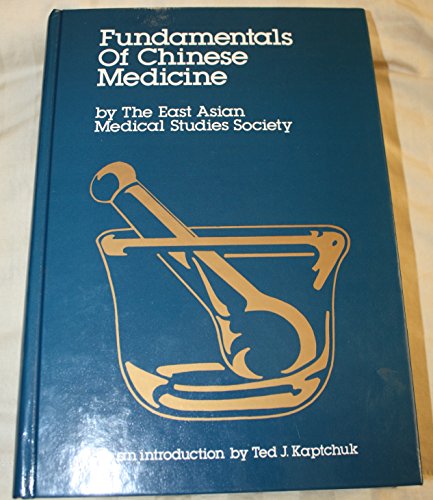 Fundamentals
Of Chinese
Medicine
by The East Asian
Medical Studies Society
an introduction by Ted J. Kaptchuk